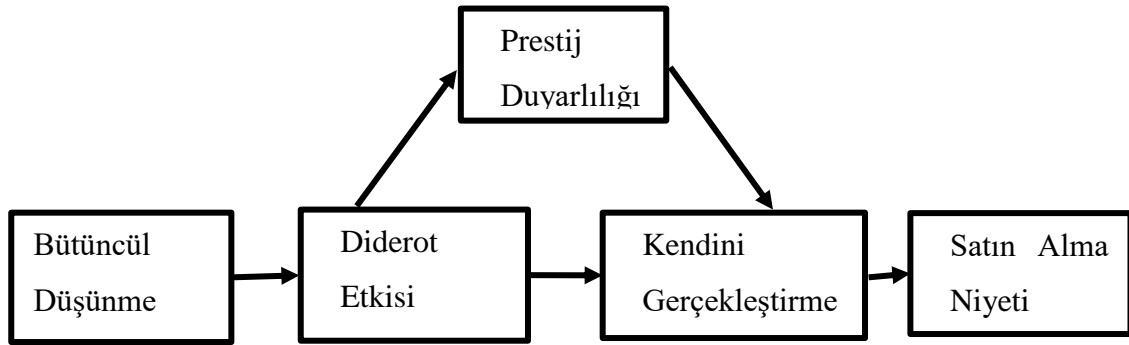 Prestij
Duyarlılığı
Bütüncül
Düşünme
Diderot
Etkisi
Kendini
Gerçekleştirme
Satın Alma
Niyeti